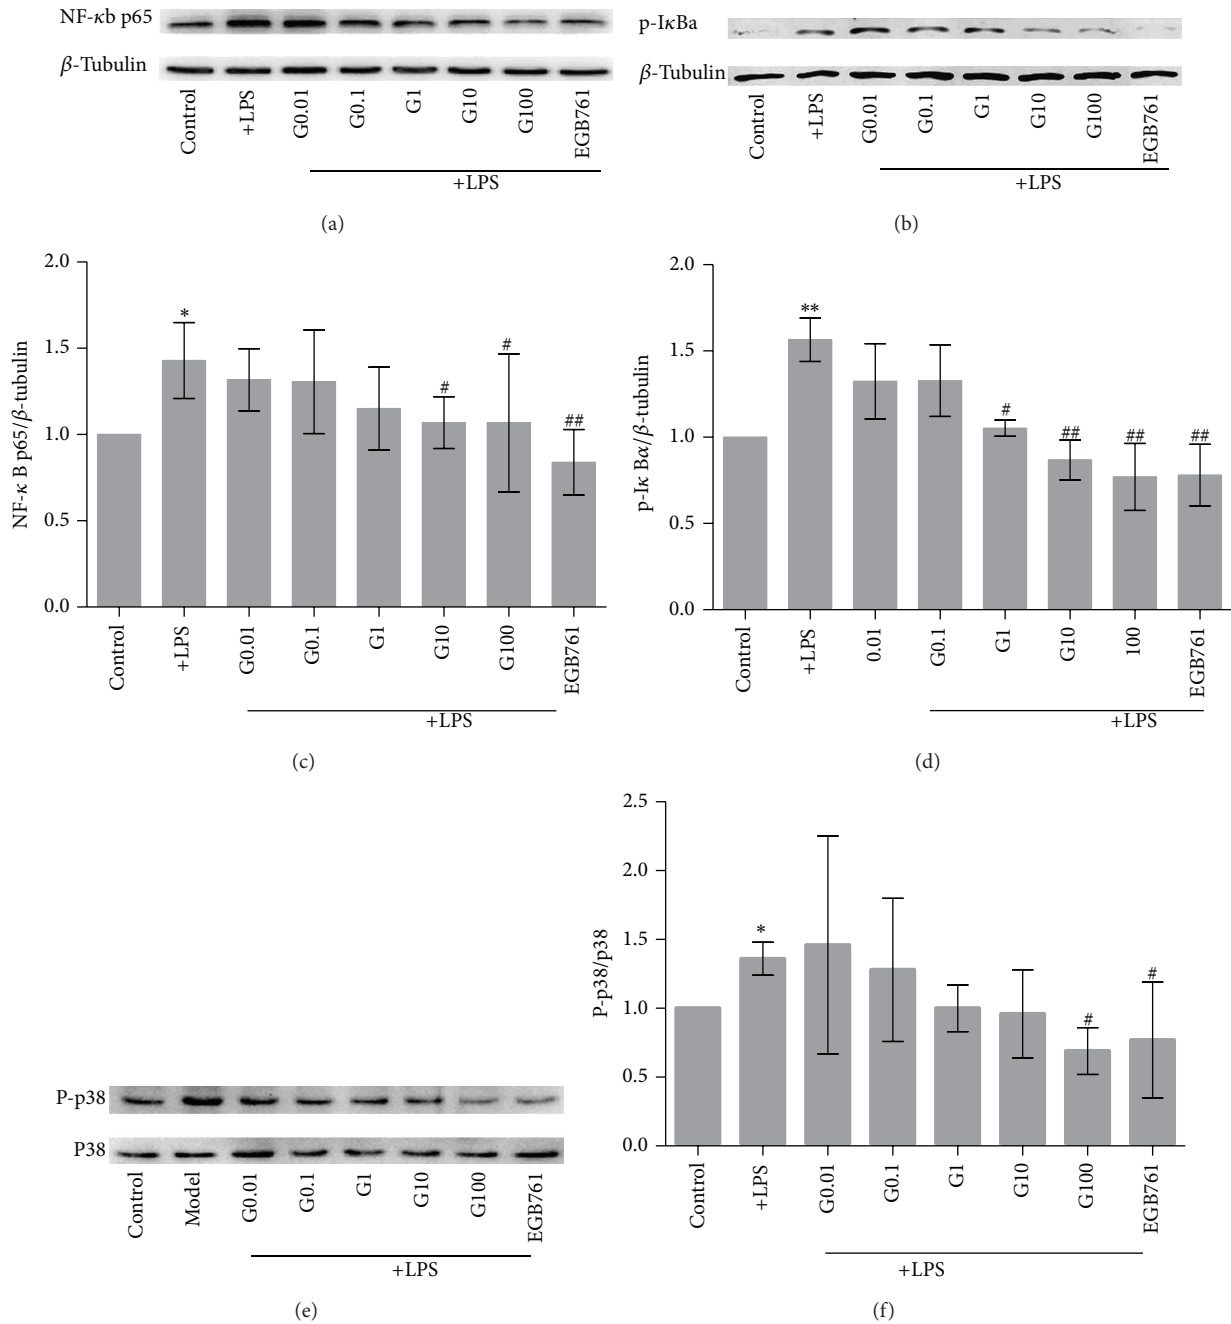 NF-κb p65
β-Tubulin
Control +LPS G0.01 G0.1 G1 G10 G100 EGB761
+LPS
(a)
p-IκBa
β-Tubulin
Control +LPS G0.01 G0.1 G1 G10 G100 EGB761
+LPS
(b)
NF-κ B p65/β-tubulin
2.0
1.5
1.0
0.5
0.0
* # # ##
Control +LPS G0.01 G0.1 G1 G10 G100 EGB761
+LPS
(c)
p-Iκ Bα/β-tubulin
2.0
1.5
1.0
0.5
0.0
** # ## ## ##
Control +LPS 0.01 G0.1 G1 G10 100 EGB761
+LPS
(d)
P-p38
P38
Control Model G0.01 G0.1 G1 G10 G100 EGB761
+LPS
(e)
P-p38/p38
2.5
2.0
1.5
1.0
0.5
0.0
* # #
Control +LPS G0.01 G0.1 G1 G10 G100 EGB761
+LPS
(f)